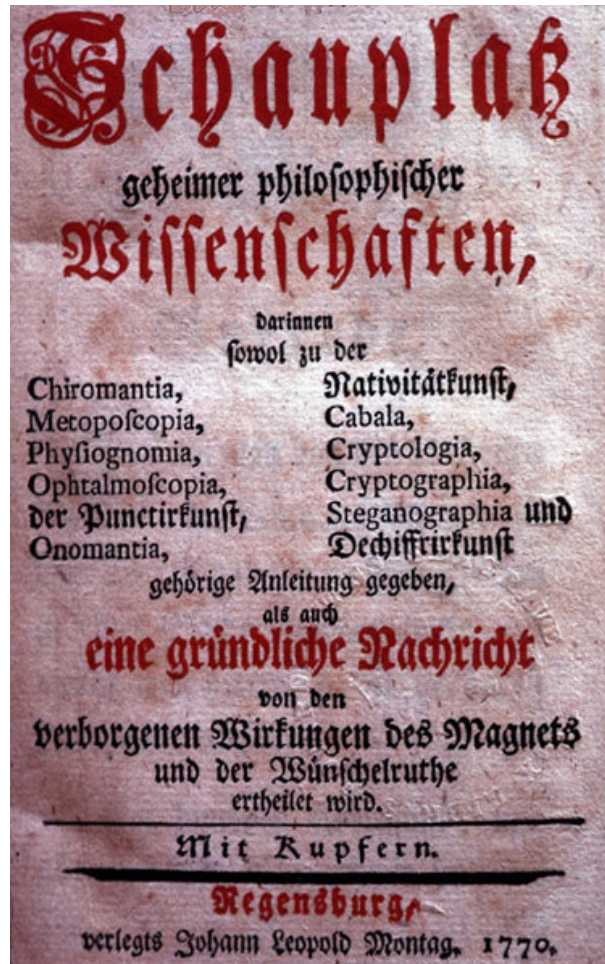 Schauplatz
geheimer philoſophiſcher
Wiſſenſchaften,
darinnen
ſowol zu der
Chiromantia,
Metopoſcopia,
Phyſiognomia,
Ophtalmoſcopia,
der Punctirkunſt,
Onomantia,
Nativitätkunſt,
Cabala,
Cryptologia,
Cryptographia,
Steganographia und
Dechiffrirkunſt
gehörige Anleitung gegeben,
als auch
eine gründliche Nachricht
von den
verborgenen Wirkungen des Magnets
und der Wünſchelruthe
ertheilet wird.
Mit Kupfern.
Regensburg,
verlegts Johann Leopold Montag. 1770.